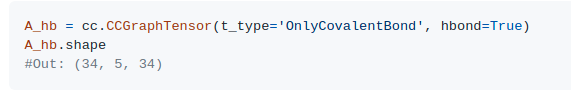 A_hb = cc.CCGraphTensor(t_type='OnlyCovalentBond', hbond=True)
A_hb.shape
#Out: (34, 5, 34)